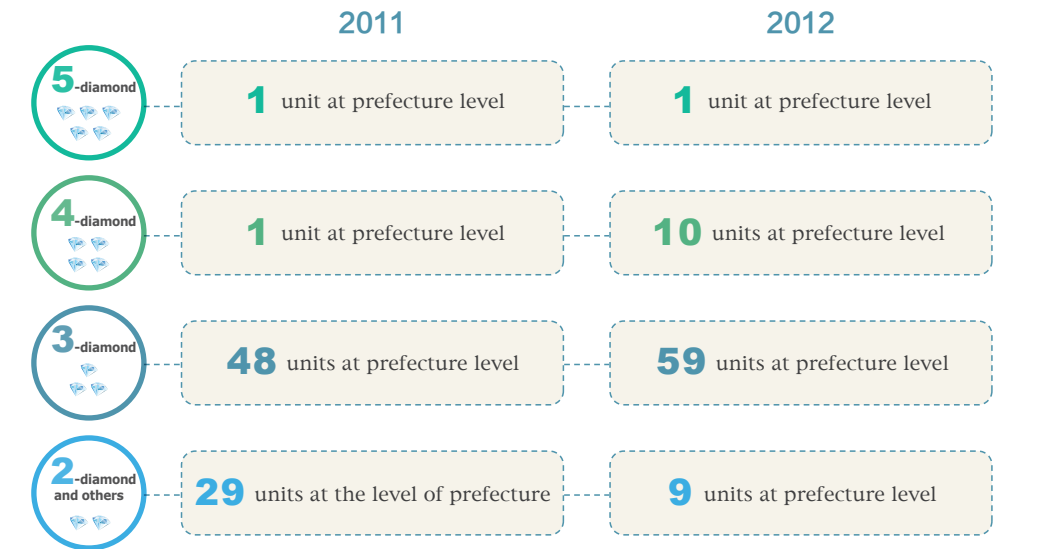 2011 2012
5-diamond
1 unit at prefecture level
1 unit at prefecture level
4-diamond
1 unit at prefecture level
10 units at prefecture level
3-diamond
48 units at prefecture level
59 units at prefecture level
2-diamond
and others
29 units at the level of prefecture
9 units at prefecture level